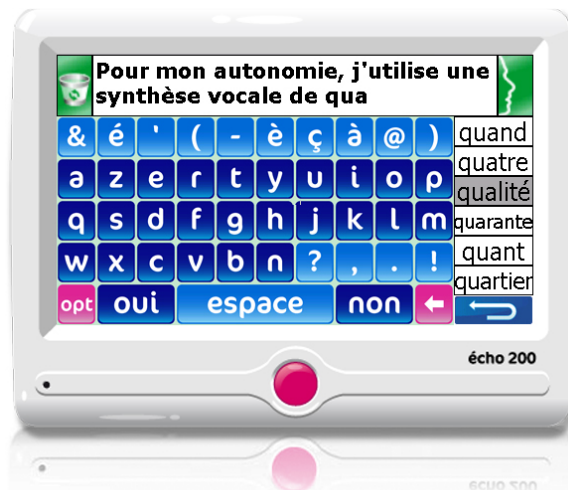 Pour mon autonomie, j'utilise une
synthèse vocale de qua
& é ' ( - è ç à @ )
a z e r t y u i o p
q s d f g h j k l m
w x c v b n ? , . !
opt oui espace non
quand
quatre
qualité
quarante
quant
quartier
écho 200